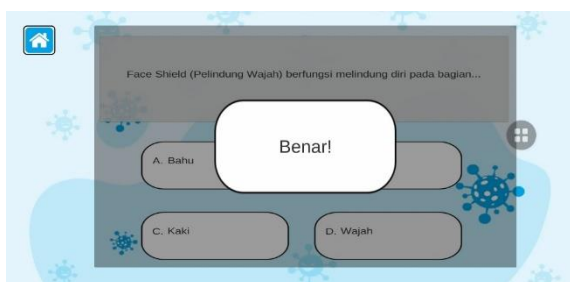 Face Shield (Pelindung Wajah) berfungsi melindung diri pada bagian...
Benar!
A. Bahu
C. Kaki
D. Wajah